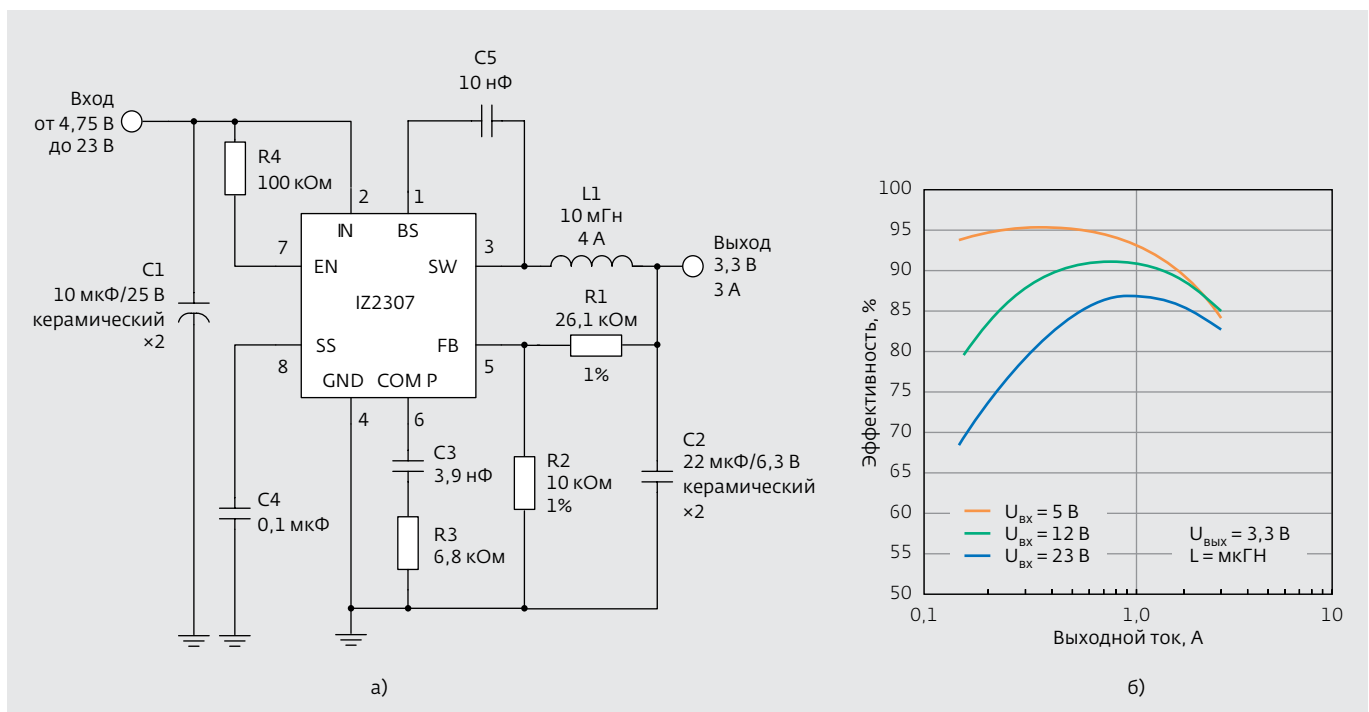 C5
10 нФ
Вход
от 4,75 В
до 23 В
R4
100 кОм
2
1
L1
10 мГн
4 А
IN
BS
7
3
Выход
3,3 В
3 А
EN
SW
C1
10 мкФ/25 В
керамический
×2
IZ2307
R1
26,1 кОм
1%
SS
FB
8
5
GND
COM P
4
6
C3
3,9 нФ
R2
10 кОм
1%
C2
22 мкФ/6,3 В
керамический
×2
C4
0,1 мкФ
R3
6,8 кОм
а)
Эффективность, %
100
95
90
85
80
75
70
65
60
55
50
Uвх = 5 В
Uвх = 12 В
Uвх = 23 В
Uвых = 3,3 В
L = мкГН
0,1
1,0
10
Выходной ток, А
б)